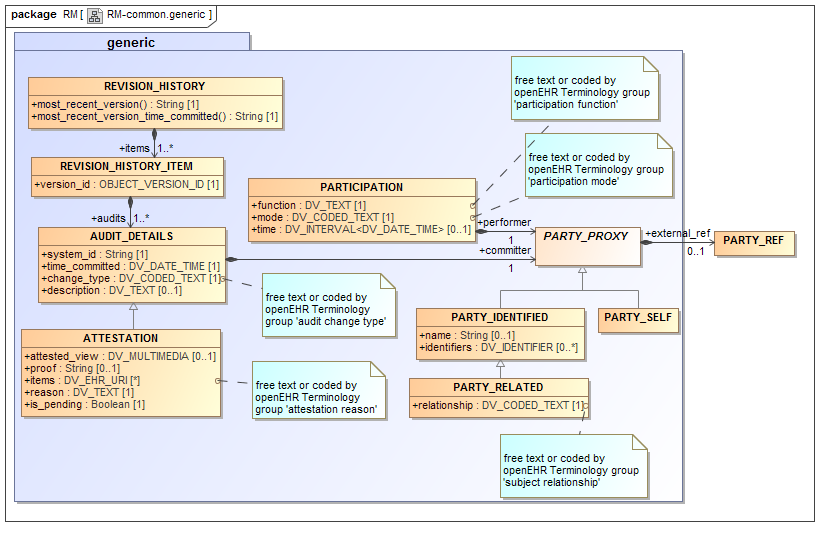 package RM [ RM-common.generic ]
generic
REVISION_HISTORY
+most_recent_version() : String [1]
+most_recent_version_time_committed() : String [1]
+items 1..*
REVISION_HISTORY_ITEM
+version_id : OBJECT_VERSION_ID [1]
+audits 1..*
AUDIT_DETAILS
+system_id : String [1]
+time_committed : DV_DATE_TIME [1]
+change_type : DV_CODED_TEXT [1]
+description : DV_TEXT [0..1]
ATTESTATION
+attested_view : DV_MULTIMEDIA [0..1]
+proof : String [0..1]
+items : DV_EHR_URI [*]
+reason : DV_TEXT [1]
+is_pending : Boolean [1]
free text or coded by
openEHR Terminology
group 'audit change type'
free text or coded by
openEHR Terminology
group 'attestation reason'
PARTICIPATION
+function : DV_TEXT [1]
+mode : DV_CODED_TEXT [1]
+time : DV_INTERVAL<DV_DATE_TIME> [0..1]
free text or coded by
openEHR Terminology group
'participation function'
free text or coded by
openEHR Terminology group
'participation mode'
+performer
1
+committer
1
PARTY_PROXY
+external_ref
0..1
PARTY_REF
PARTY_IDENTIFIED
+name : String [0..1]
+identifiers : DV_IDENTIFIER [0..*]
PARTY_SELF
PARTY_RELATED
+relationship : DV_CODED_TEXT [1]
free text or coded by
openEHR Terminology group
'subject relationship'